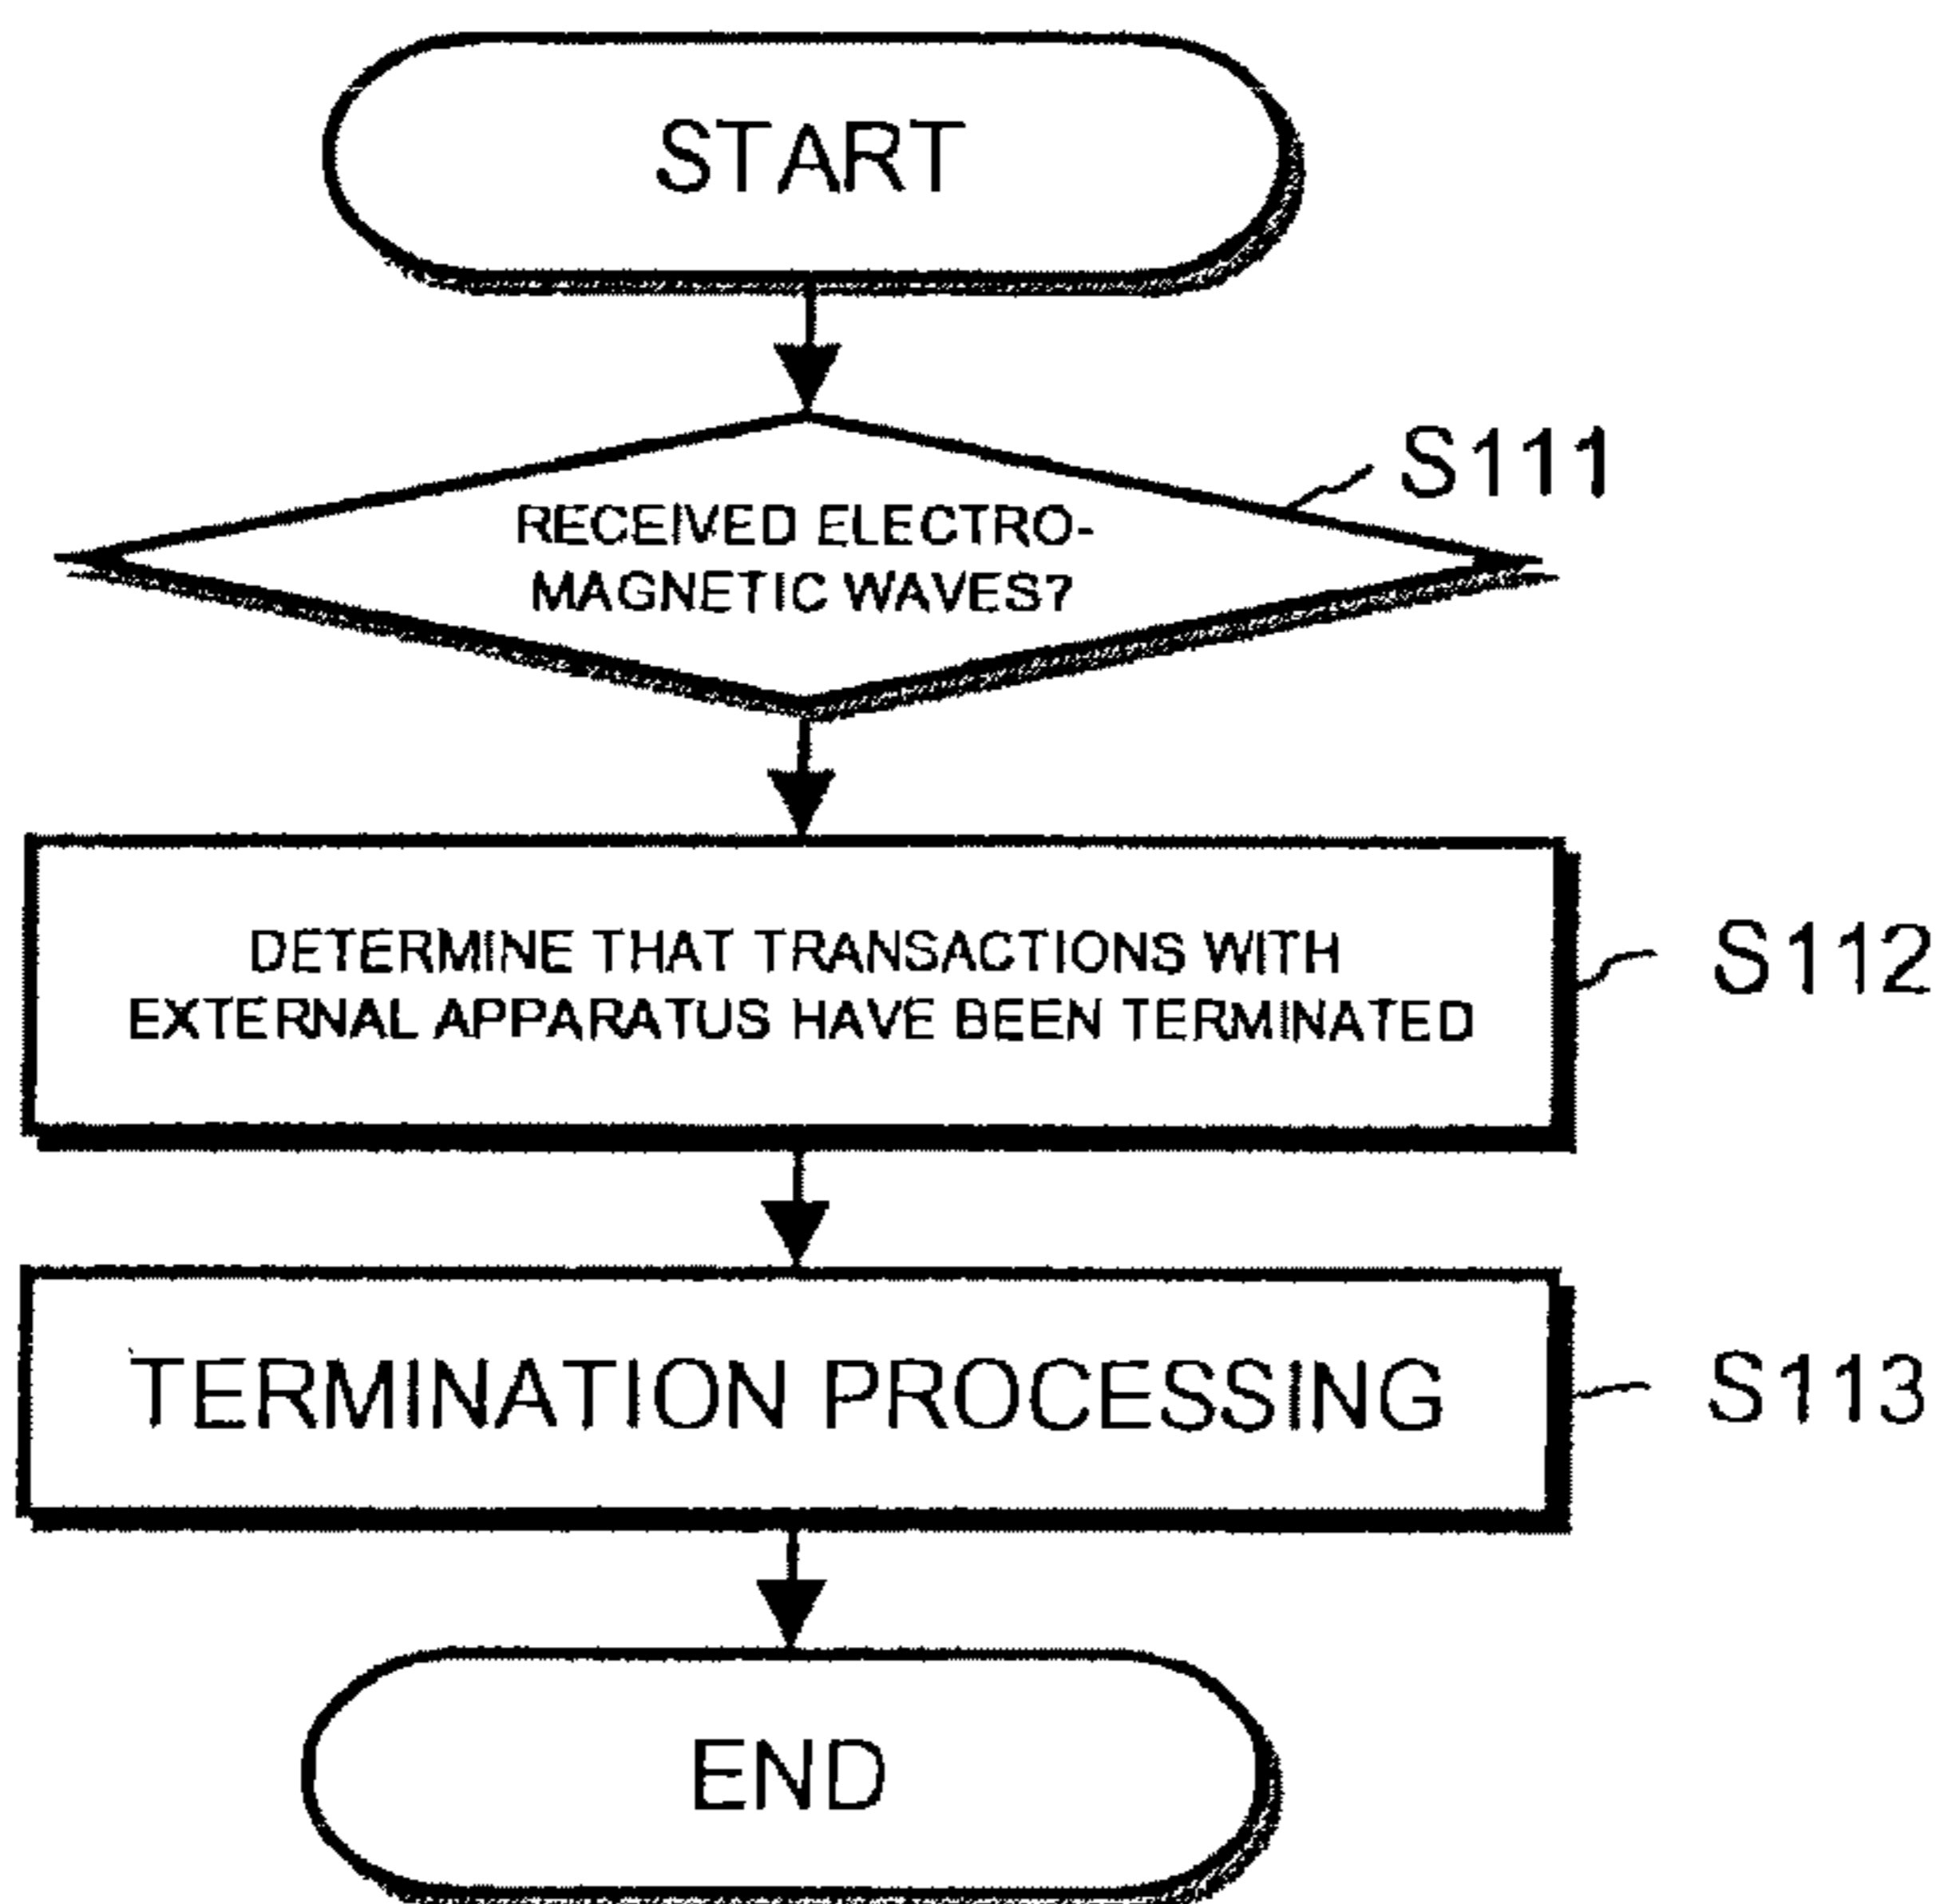 START
S111
RECEIVED ELECTRO-
MAGNETIC WAVES?
DETERMINE THAT TRANSACTIONS WITH
EXTERNAL APPARATUS HAVE BEEN TERMINATED
S112
TERMINATION PROCESSING
S113
END